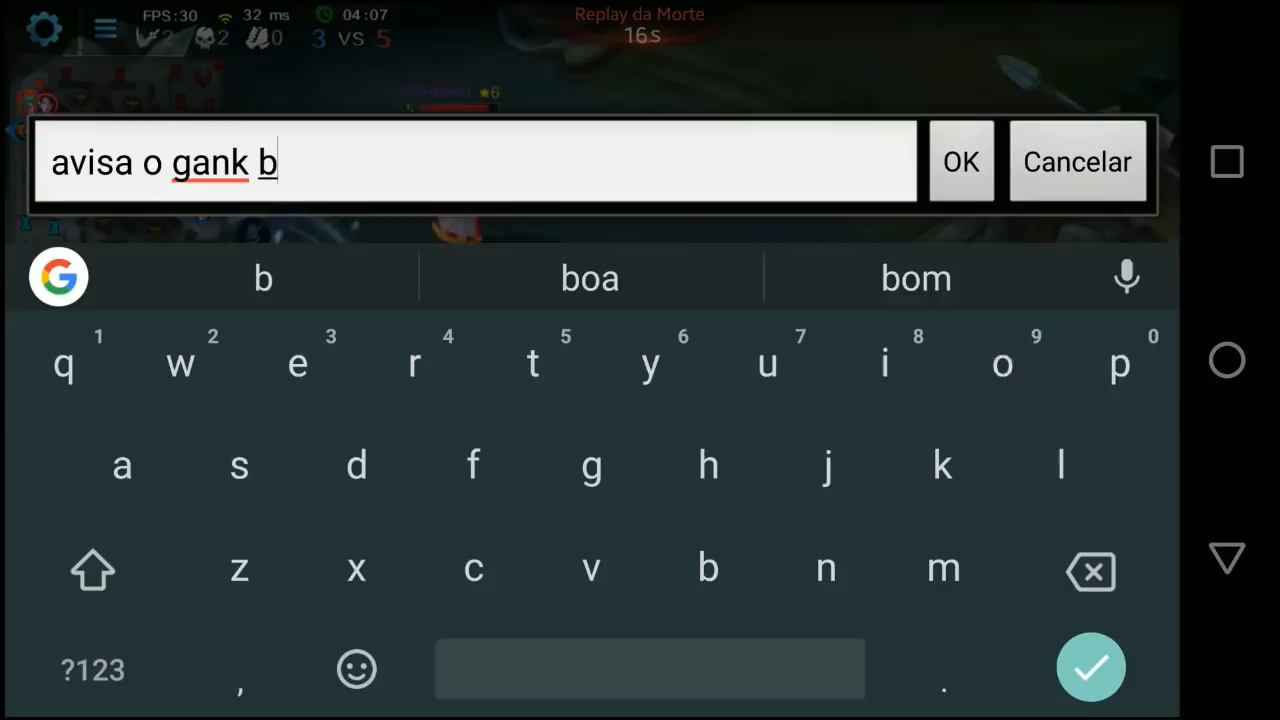 FPS:30 32 ms 04:07
2 2 0 3 VS 5
Replay da Morte
16s
6
avisa o gank b
OK
Cancelar
b boa bom
1 2 3 4 5 6 7 8 9 0
q w e r t y u i o p
a s d f g h j k l
z x c v b n m
?123 , .